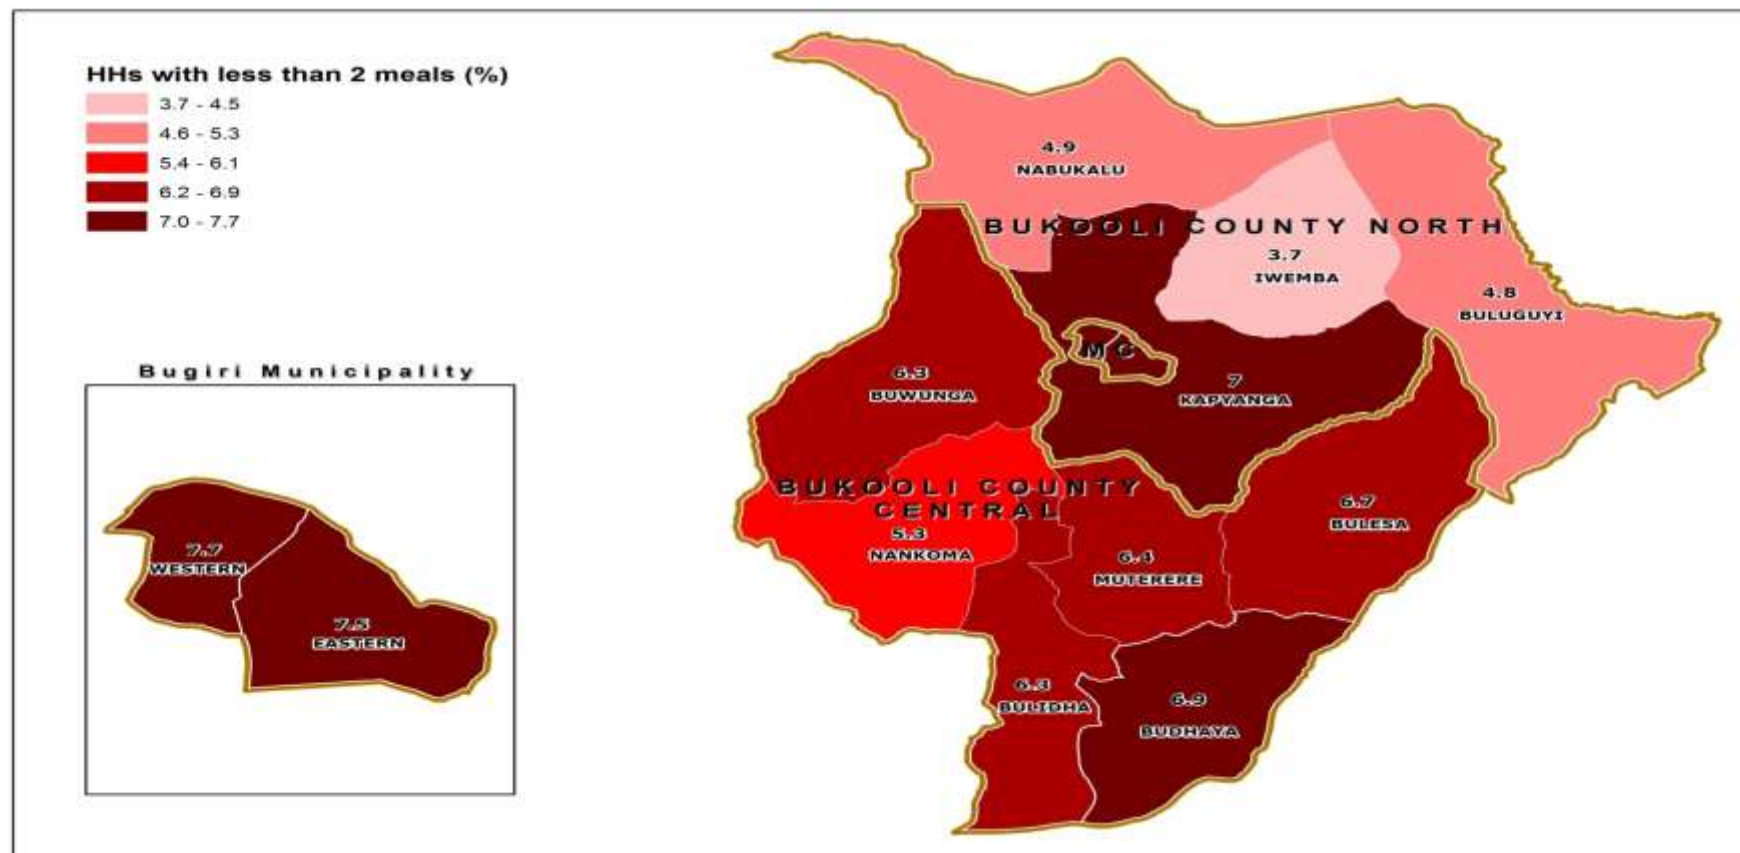 HHs with less than 2 meals (%)
3.7 - 4.5
4.6 - 5.3
5.4 - 6.1
6.2 - 6.9
7.0 - 7.7
4.9
NABUKALU
BUKOOLI COUNTY NORTH
3.7
IWEMBA
4.8
BULUGUYI
M C
7
KAPYANGA
6.3
BUWUNGA
BUKOOLI COUNTY
CENTRAL
5.3
NANKOMA
6.7
BULESA
6.4
MUTERERE
6.3
BULIDHA
6.9
BUDHAYA
Bugiri Municipality
7.7
WESTERN
7.5
EASTERN